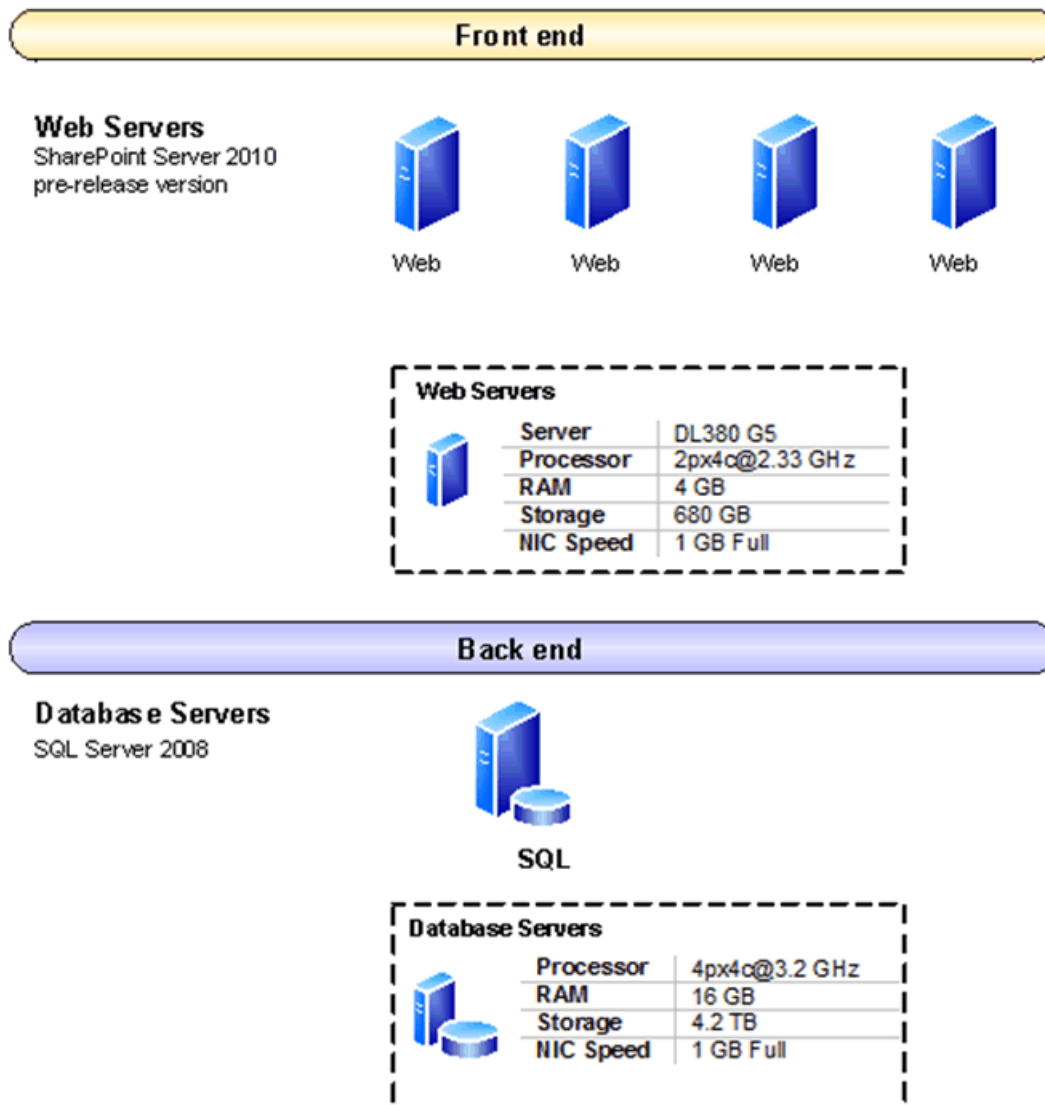 Front end
Web Servers
SharePoint Server 2010
pre-release version
Web Web Web Web
Web Servers
Server DL380 G5
Processor 2px4c@2.33 GHz
RAM 4 GB
Storage 680 GB
NIC Speed 1 GB Full
Back end
Database Servers
SQL Server 2008
SQL
Database Servers
Processor 4px4c@3.2 GHz
RAM 16 GB
Storage 4.2 TB
NIC Speed 1 GB Full